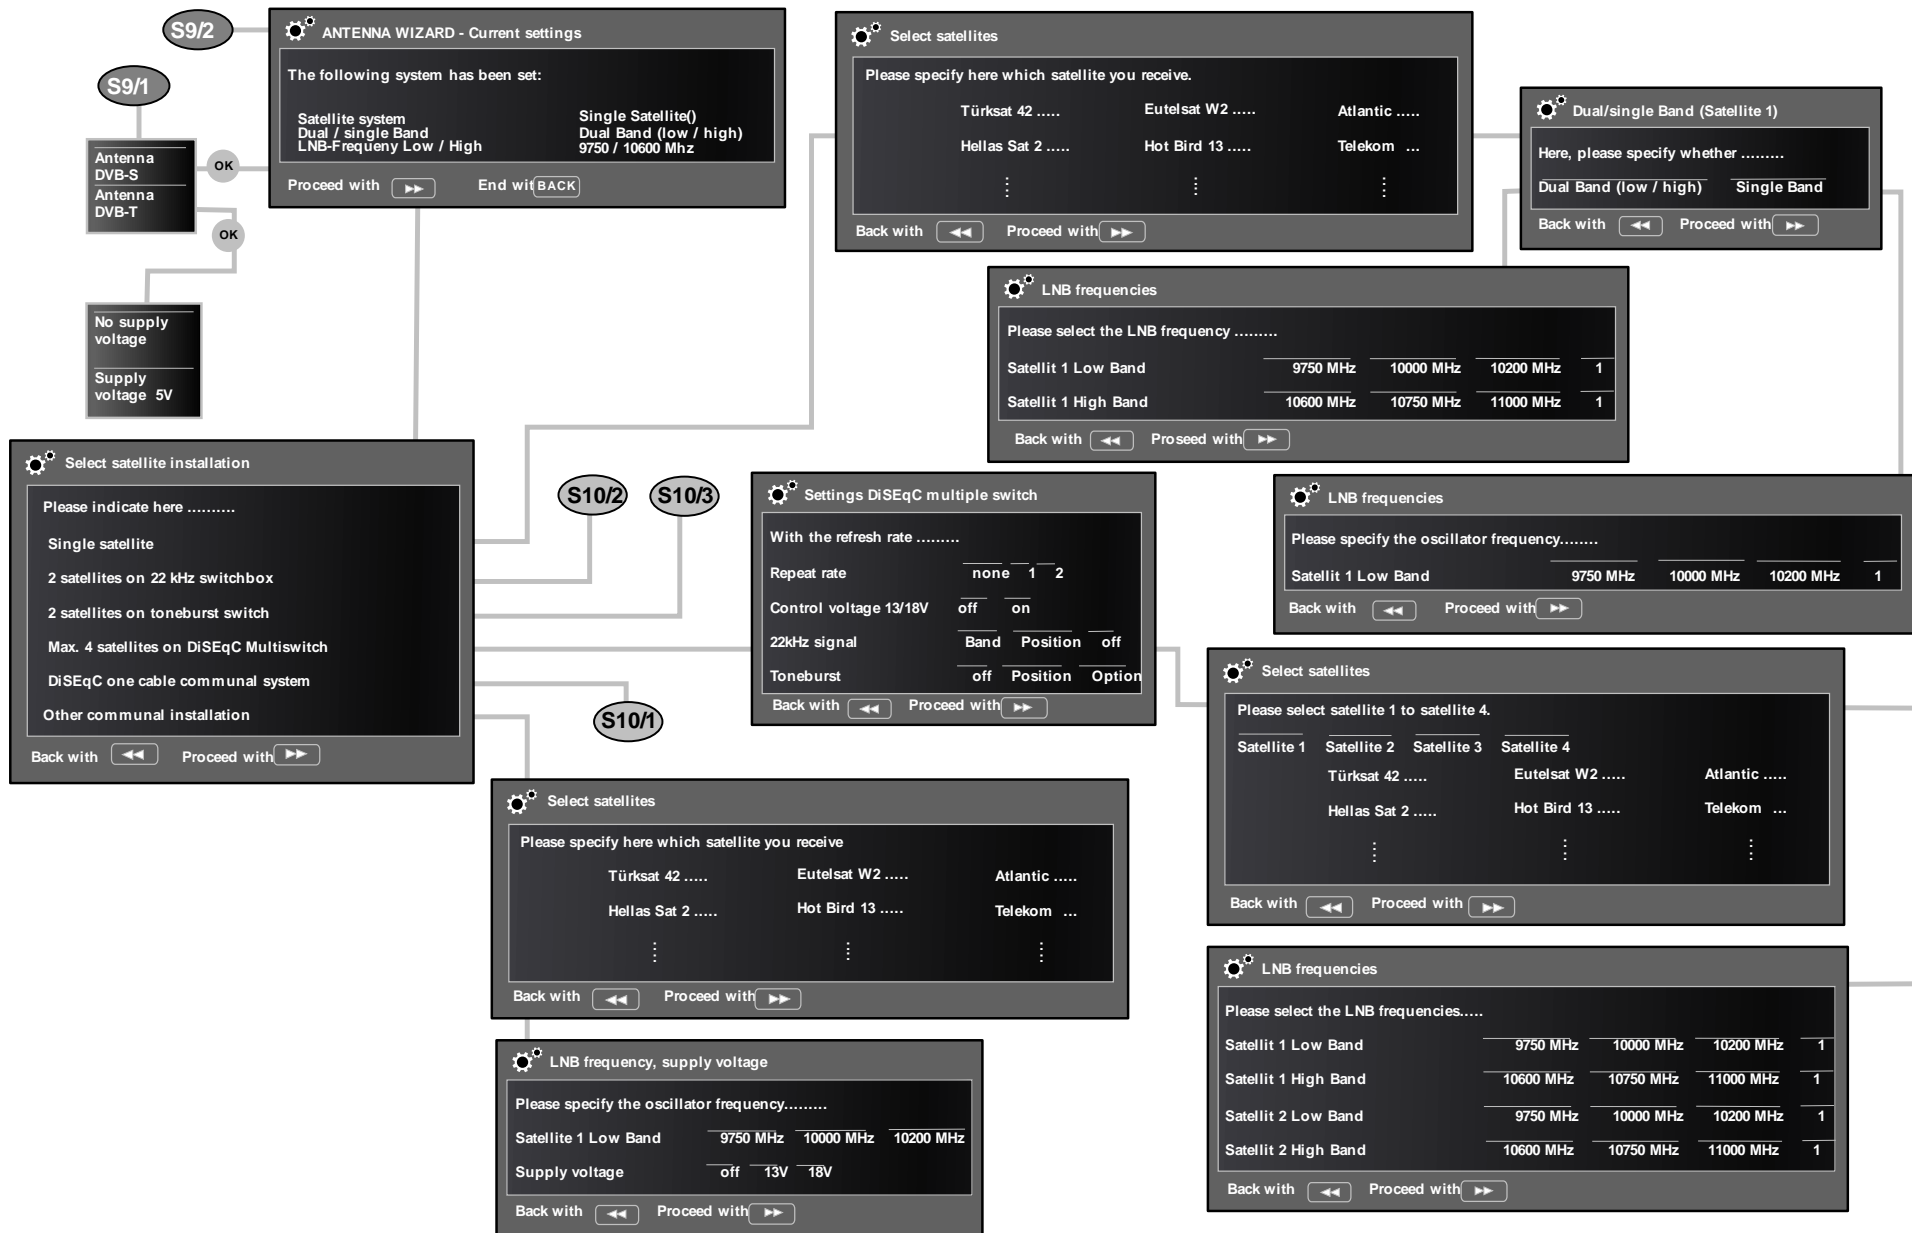 S9/2
S9/1
Antenna
DVB-S
Antenna
DVB-T
OK
OK
No supply
voltage
Supply
voltage 5V
ANTENNA WIZARD - Current settings
The following system has been set:
Satellite system Single Satellite()
Dual / single Band Dual Band (low / high)
LNB-Frequeny Low / High 9750 / 10600 Mhz
Proceed with End wit BACK
Select satellites
Please specify here which satellite you receive.
Türksat 42 ..... Eutelsat W2 ..... Atlantic .....
Hellas Sat 2 ..... Hot Bird 13 ..... Telekom ...
Back with Proceed with
Dual/single Band (Satellite 1)
Here, please specify whether .........
Dual Band (low / high) Single Band
Back with Proceed with
LNB frequencies
Please select the LNB frequency .........
Satellit 1 Low Band 9750 MHz 10000 MHz 10200 MHz 1
Satellit 1 High Band 10600 MHz 10750 MHz 11000 MHz 1
Back with Proseed with
Select satellite installation
Please indicate here ..........
Single satellite
2 satellites on 22 kHz switchbox
2 satellites on toneburst switch
Max. 4 satellites on DiSEqC Multiswitch
DiSEqC one cable communal system
Other communal installation
Back with Proceed with
S10/2
S10/3
S10/1
Settings DiSEqC multiple switch
With the refresh rate .........
Repeat rate none 1 2
Control voltage 13/18V off on
22kHz signal Band Position off
Toneburst off Position Option
Back with Proceed with
LNB frequencies
Please specify the oscillator frequency........
Satellit 1 Low Band 9750 MHz 10000 MHz 10200 MHz 1
Back with Proceed with
Select satellites
Please select satellite 1 to satellite 4.
Satellite 1 Satellite 2 Satellite 3 Satellite 4
Türksat 42 ..... Eutelsat W2 ..... Atlantic .....
Hellas Sat 2 ..... Hot Bird 13 ..... Telekom ...
Back with Proceed with
Select satellites
Please specify here which satellite you receive
Türksat 42 ..... Eutelsat W2 ..... Atlantic .....
Hellas Sat 2 ..... Hot Bird 13 ..... Telekom ...
Back with Proceed with
LNB frequency, supply voltage
Please specify the oscillator frequency.........
Satellite 1 Low Band 9750 MHz 10000 MHz 10200 MHz
Supply voltage off 13V 18V
Back with Proceed with
LNB frequencies
Please select the LNB frequencies.....
Satellit 1 Low Band 9750 MHz 10000 MHz 10200 MHz 1
Satellit 1 High Band 10600 MHz 10750 MHz 11000 MHz 1
Satellit 2 Low Band 9750 MHz 10000 MHz 10200 MHz 1
Satellit 2 High Band 10600 MHz 10750 MHz 11000 MHz 1
Back with Proceed with